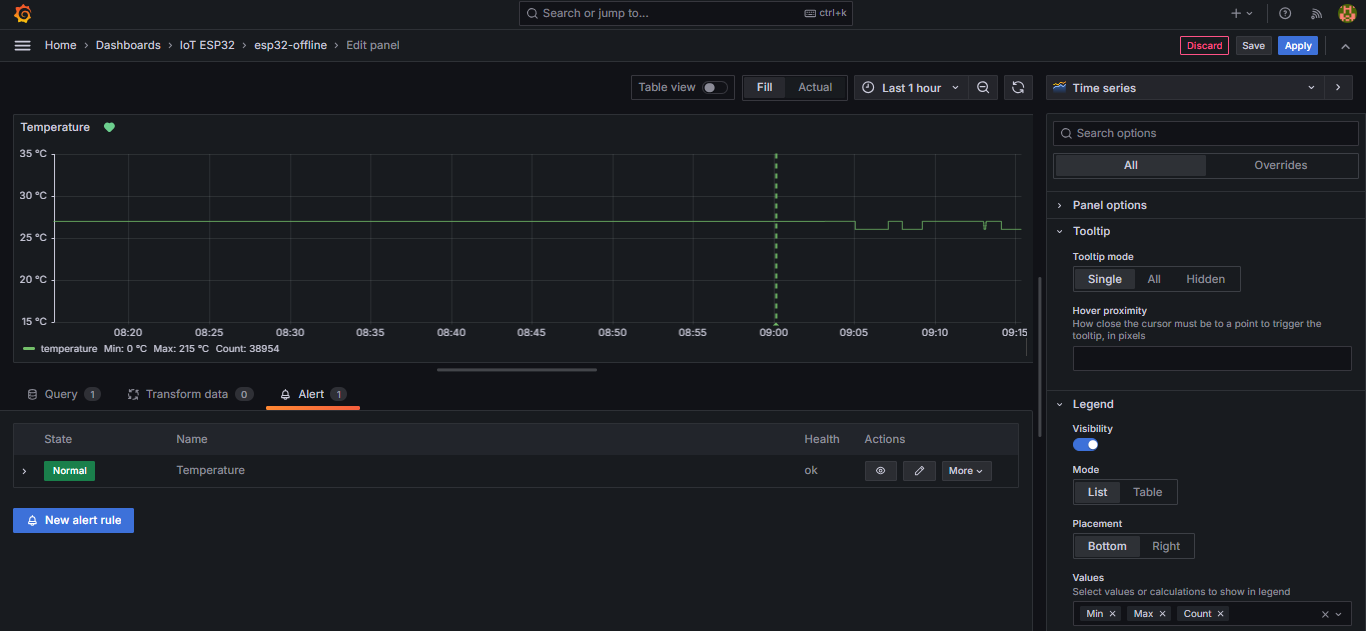 Search or jump to... ctrl+k
Home › Dashboards › IoT ESP32 › esp32-offline › Edit panel
Discard Save Apply
Table view Fill Actual Last 1 hour
Time series
Temperature
35 °C
30 °C
25 °C
20 °C
15 °C
08:20 08:25 08:30 08:35 08:40 08:45 08:50 08:55 09:00 09:05 09:10 09:15
temperature Min: 0 °C Max: 215 °C Count: 38954
Query 1 Transform data 0 Alert 1
State Name Health Actions
Normal Temperature ok More
New alert rule
Search options
All Overrides
Panel options
Tooltip
Tooltip mode
Single All Hidden
Hover proximity
How close the cursor must be to a point to trigger the
tooltip, in pixels
Legend
Visibility
Mode
List Table
Placement
Bottom Right
Values
Select values or calculations to show in legend
Min × Max × Count ×